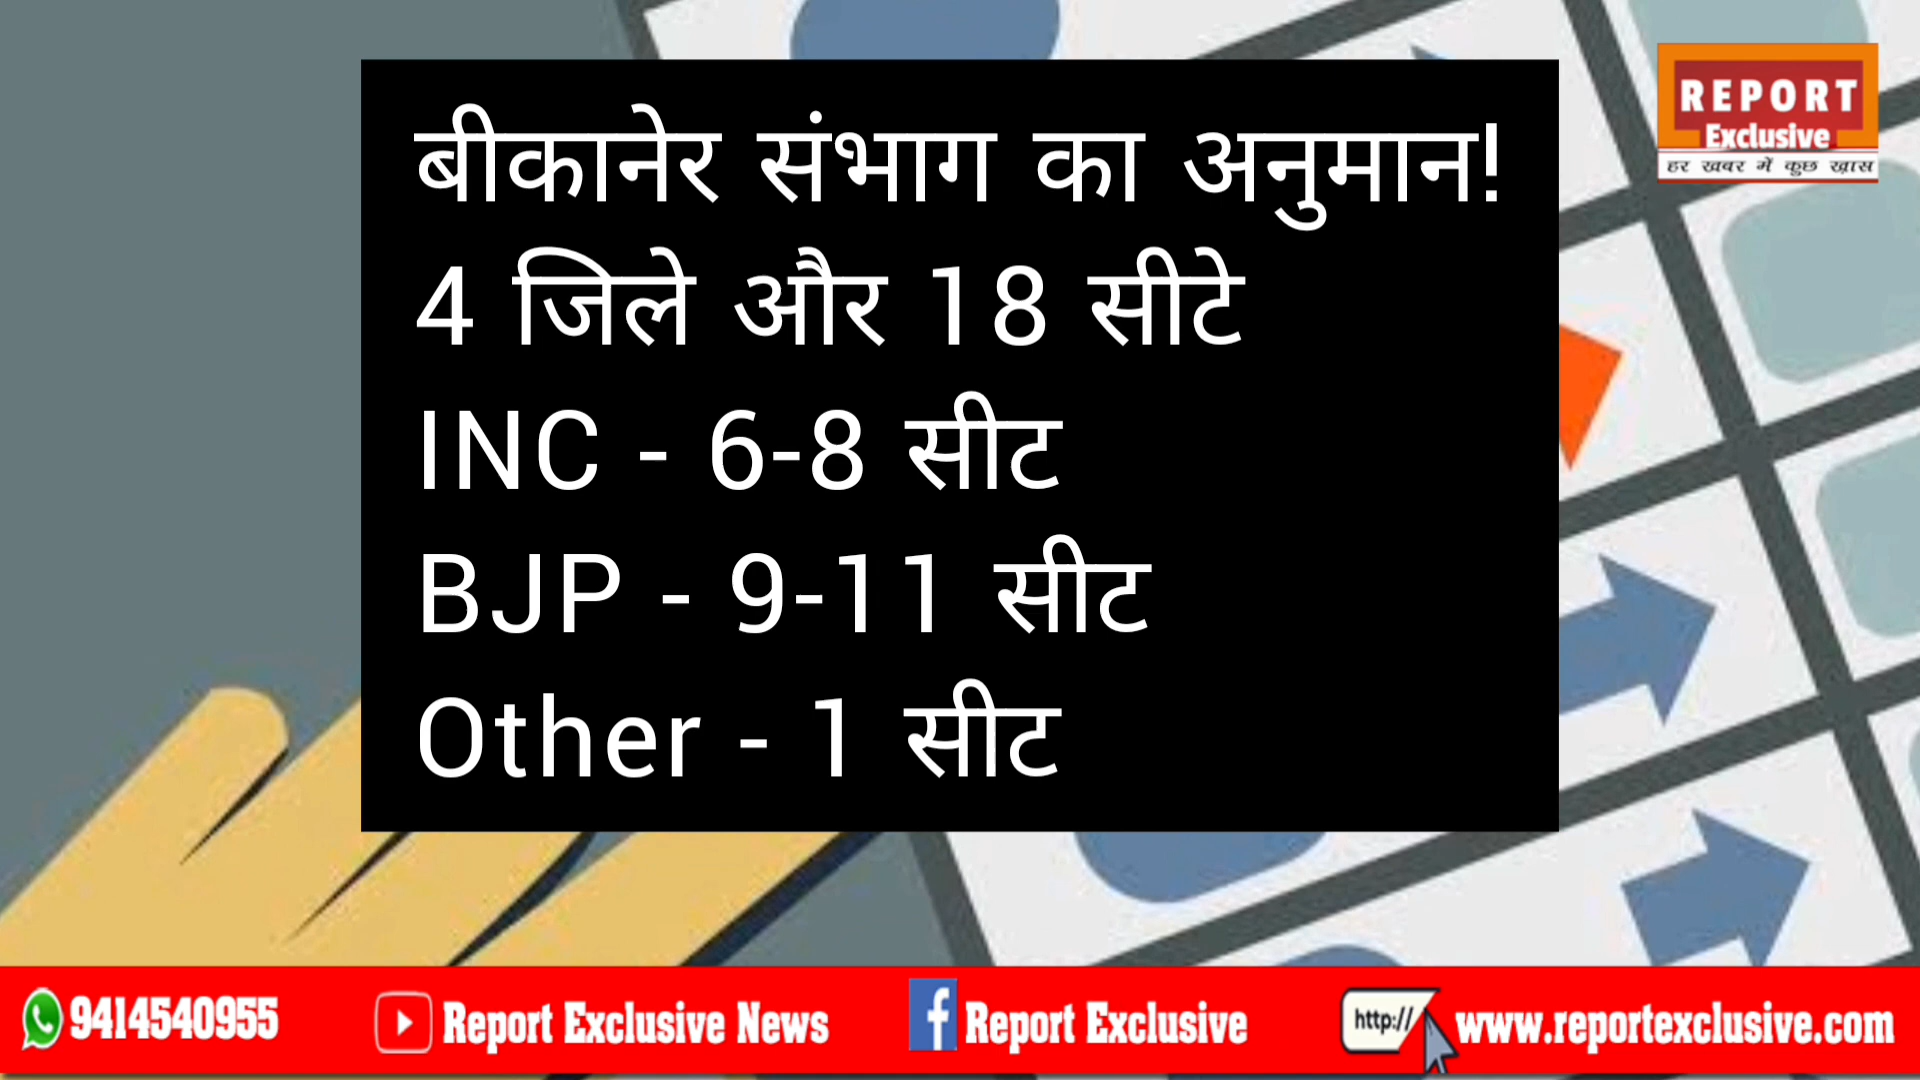 बीकानेर संभाग का अनुमान!
4 जिले और 18 सीटे
INC - 6-8 सीट
BJP - 9-11 सीट
Other - 1 सीट
REPORT
Exclusive
हर खबर में कुछ ख़ास
9414540955 Report Exclusive News f Report Exclusive http:// www.reportexclusive.com